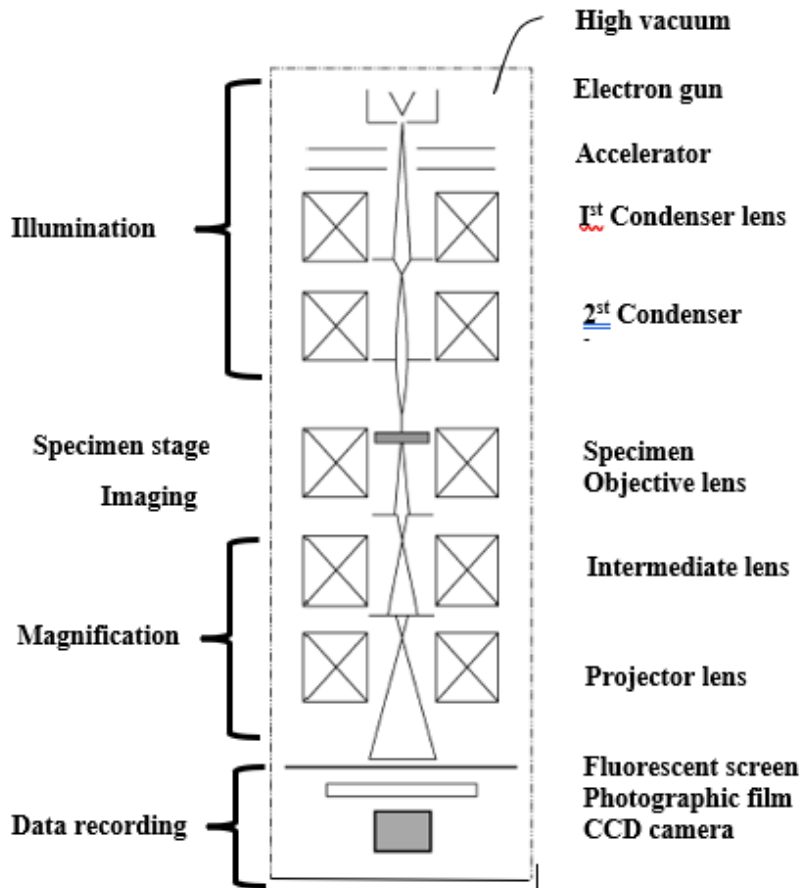 High vacuum
Electron gun
Accelerator
Illumination
Iˢᵗ Condenser lens
2ˢᵗ Condenser
-
Specimen stage
Imaging
Specimen
Objective lens
Intermediate lens
Magnification
Projector lens
Fluorescent screen
Photographic film
Data recording
CCD camera